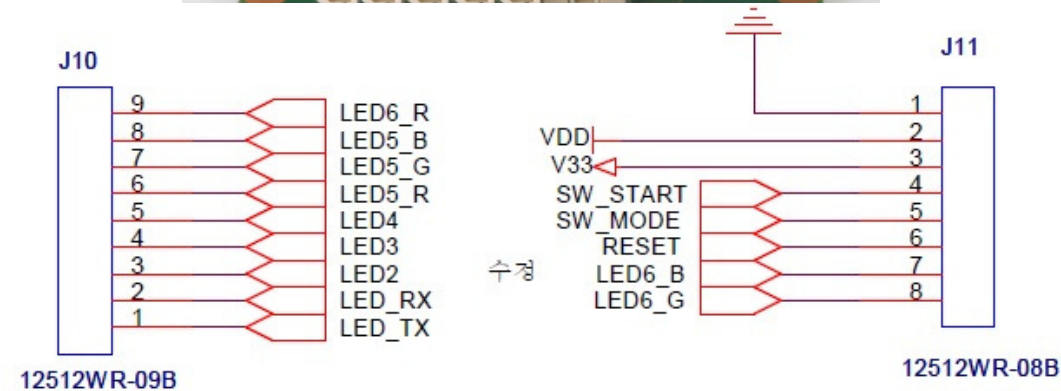 J10
9 LED6_R
8 LED5_B
7 LED5_G
6 LED5_R
5 LED4
4 LED3
3 LED2
2 LED_RX
1 LED_TX
12512WR-09B
수정
J11
1
VDD 2
V33 3
SW_START 4
SW_MODE 5
RESET 6
LED6_B 7
LED6_G 8
12512WR-08B